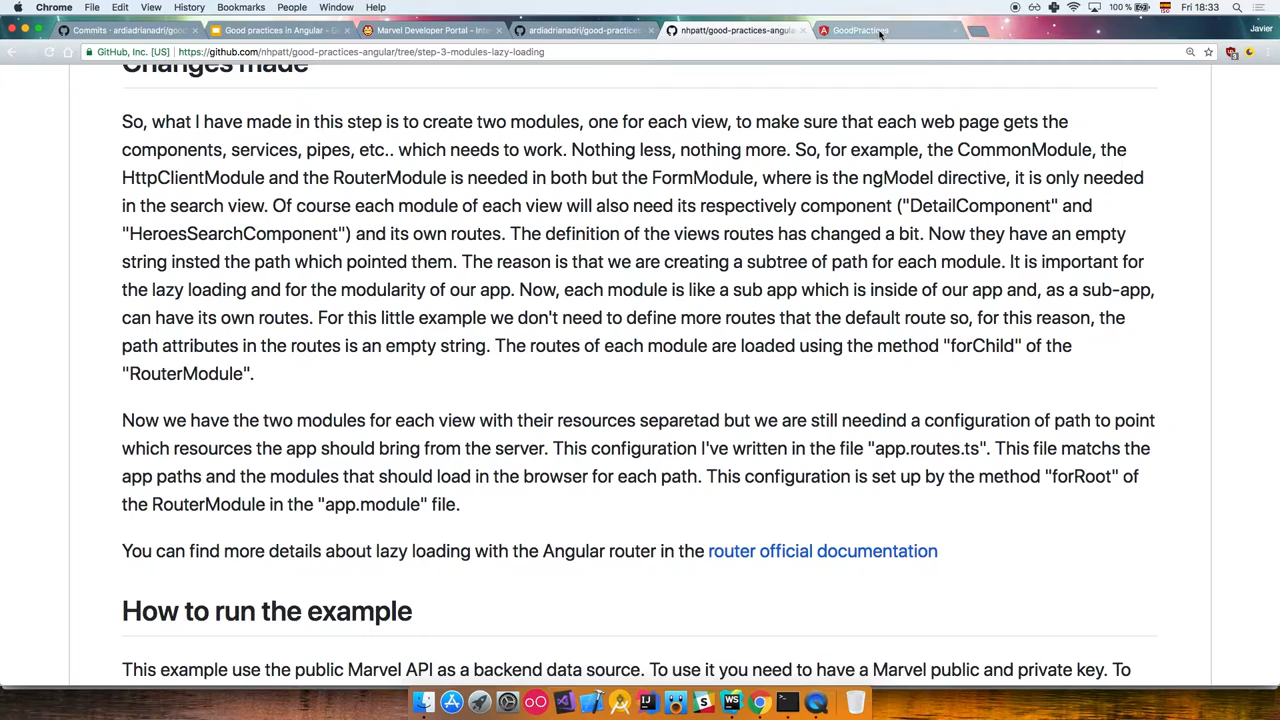 Chrome File Edit View History Bookmarks People Window Help 100 % Fri 18:33
Commits · ardiadrianadri/good Good practices in Angular - G Marvel Developer Portal - Inte ardiadrianadri/good-practices nhpatt/good-practices-angula GoodPractices Javier
GitHub, Inc. [US] https://github.com/nhpatt/good-practices-angular/tree/step-3-modules-lazy-loading
Changes made
So, what I have made in this step is to create two modules, one for each view, to make sure that each web page gets the
components, services, pipes, etc.. which needs to work. Nothing less, nothing more. So, for example, the CommonModule, the
HttpClientModule and the RouterModule is needed in both but the FormModule, where is the ngModel directive, it is only needed
in the search view. Of course each module of each view will also need its respectively component ("DetailComponent" and
"HeroesSearchComponent") and its own routes. The definition of the views routes has changed a bit. Now they have an empty
string insted the path which pointed them. The reason is that we are creating a subtree of path for each module. It is important for
the lazy loading and for the modularity of our app. Now, each module is like a sub app which is inside of our app and, as a sub-app,
can have its own routes. For this little example we don't need to define more routes that the default route so, for this reason, the
path attributes in the routes is an empty string. The routes of each module are loaded using the method "forChild" of the
"RouterModule".
Now we have the two modules for each view with their resources separetad but we are still needind a configuration of path to point
which resources the app should bring from the server. This configuration I've written in the file "app.routes.ts". This file matchs the
app paths and the modules that should load in the browser for each path. This configuration is set up by the method "forRoot" of
the RouterModule in the "app.module" file.
You can find more details about lazy loading with the Angular router in the router official documentation
How to run the example
This example use the public Marvel API as a backend data source. To use it you need to have a Marvel public and private key. To